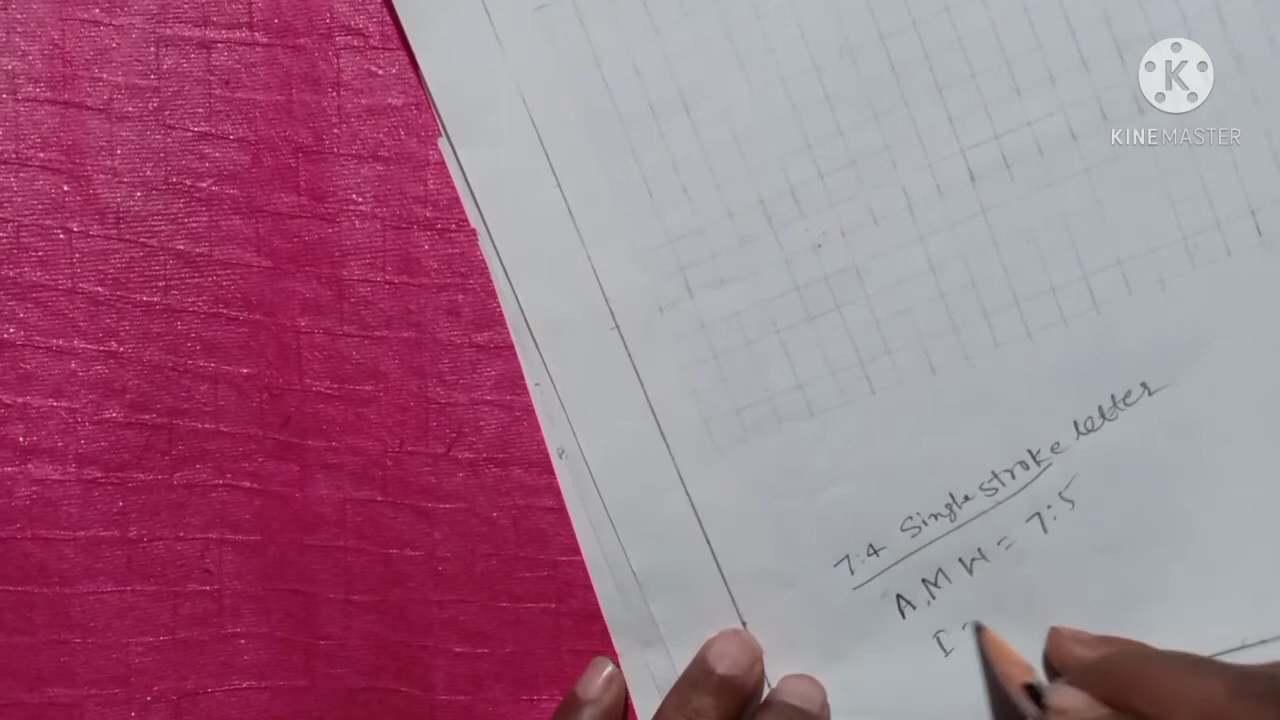 K
KINEMASTER
7:4 Single stroke letter
A, M W = 7:5
I =